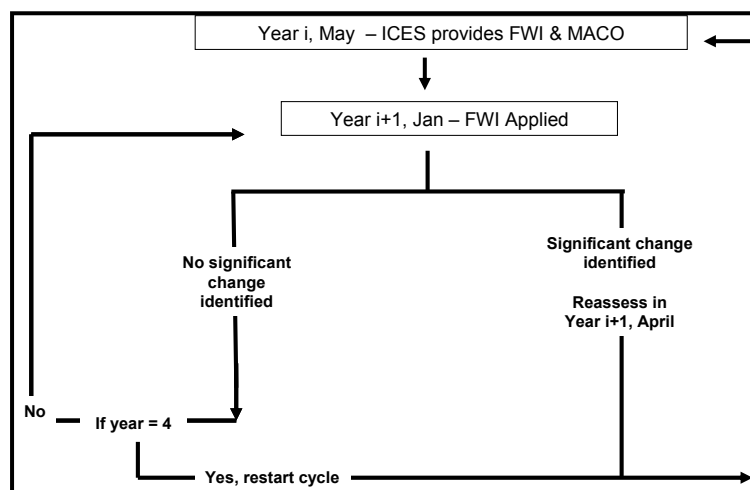 Year i, May – ICES provides FWI & MACO
Year i+1, Jan – FWI Applied
No significant
change
identified
Significant change
identified
Reassess in
Year i+1, April
No
If year = 4
Yes, restart cycle